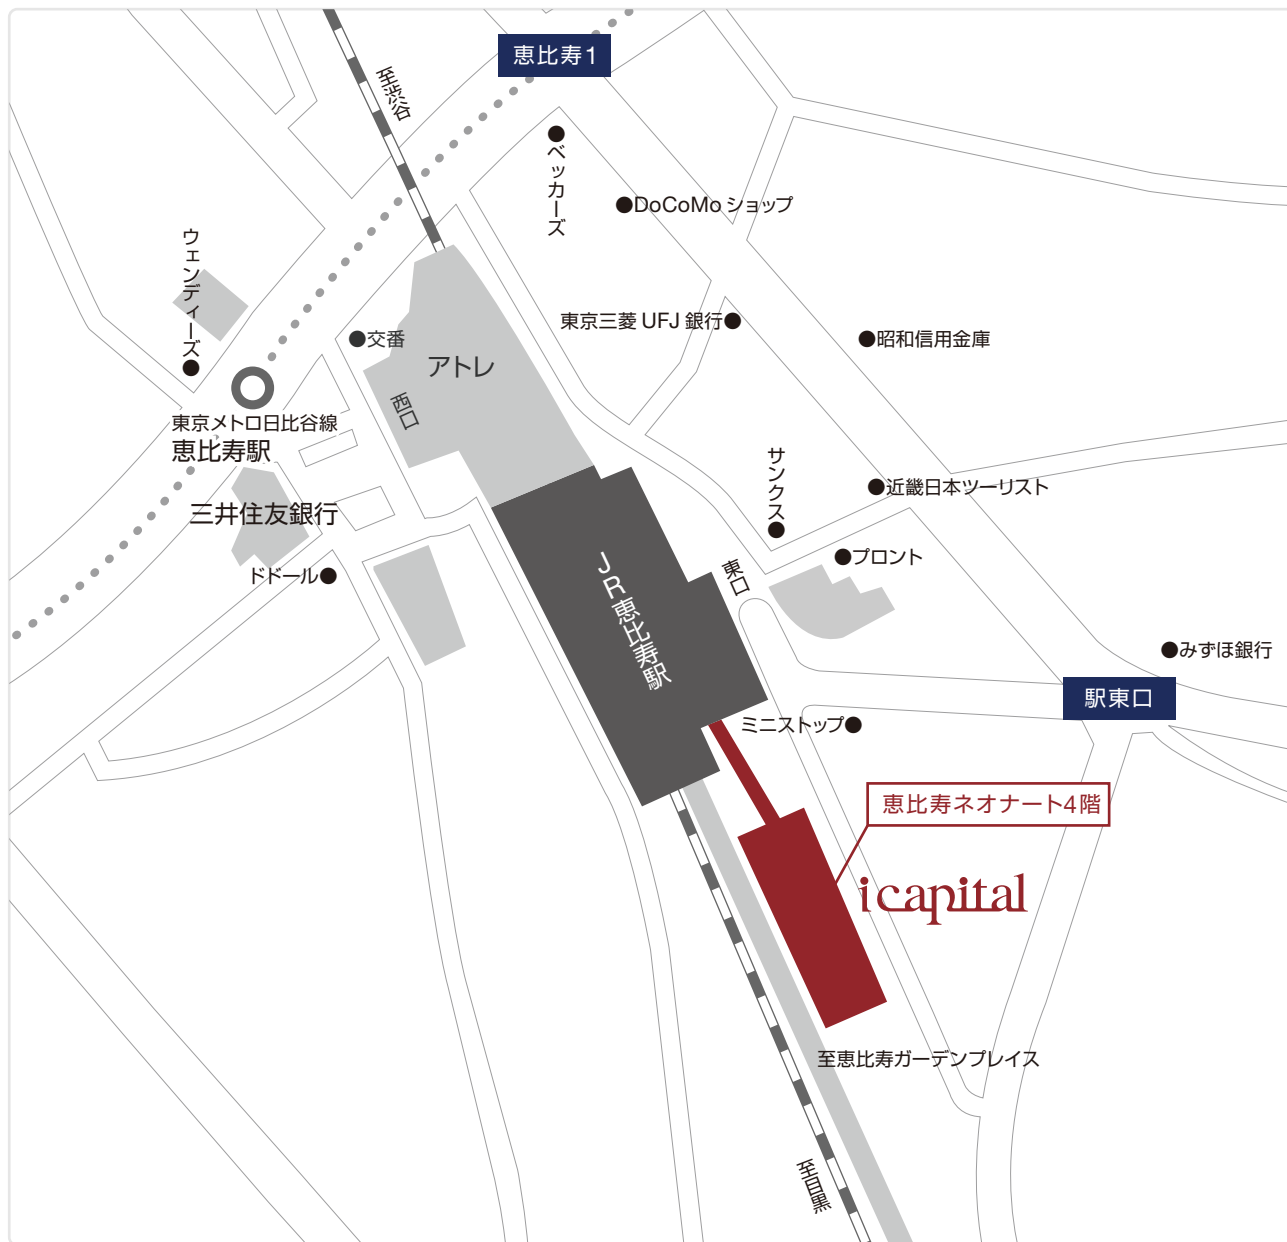 恵比寿1
至渋谷
ベッカーズ
DoCoMo ショップ
ウェンディーズ
東京三菱 UFJ 銀行
交番
昭和信用金庫
アトレ
西口
東京メトロ日比谷線
恵比寿駅
サンクス
近畿日本ツーリスト
三井住友銀行
プロント
ドドール
東口
JR恵比寿駅
みずほ銀行
駅東口
ミニストップ
恵比寿ネオナート4階
icapital
至恵比寿ガーデンプレイス
至目黒